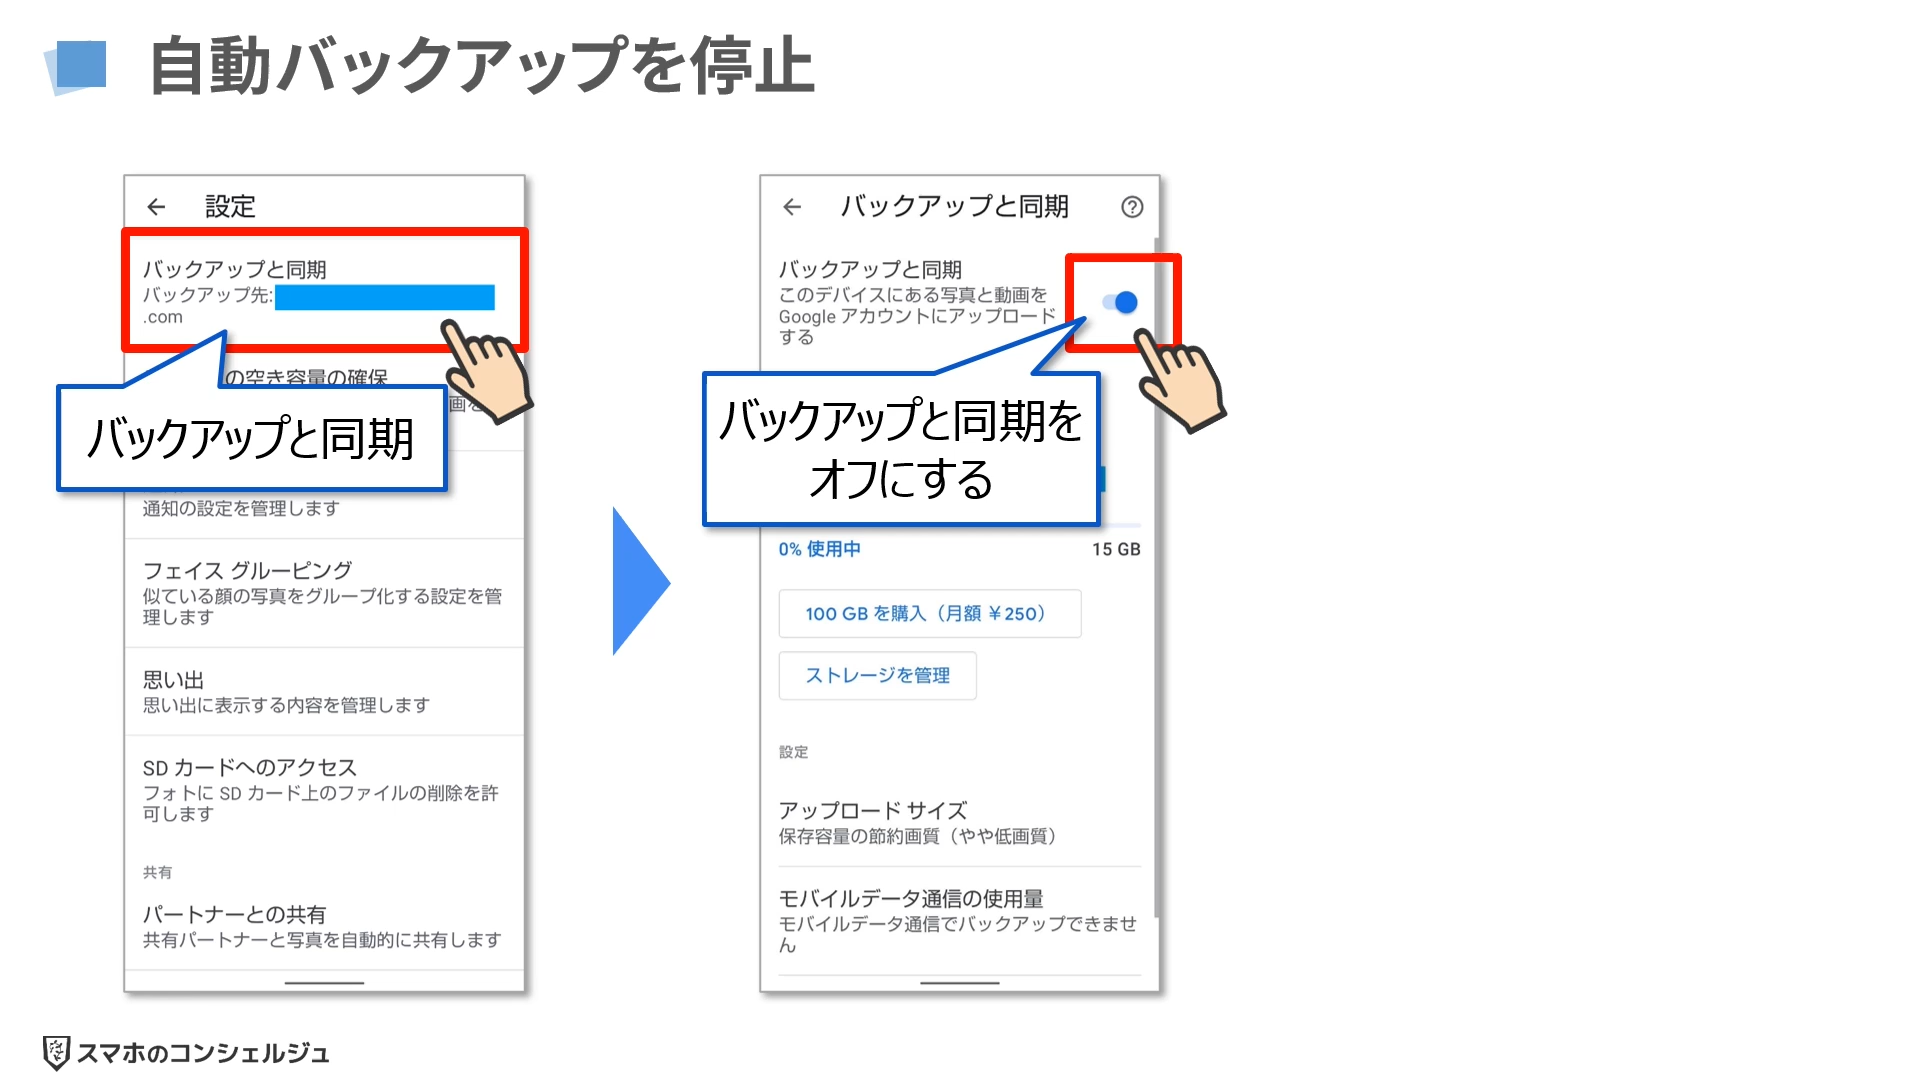 自動バックアップを停止
設定
バックアップと同期
バックアップ先:
.com
の空き容量の確保
画を
バックアップと同期
通知の設定を管理します
フェイス グルーピング
似ている顔の写真をグループ化する設定を管
理します
思い出
思い出に表示する内容を管理します
SD カードへのアクセス
フォトに SD カード上のファイルの削除を許
可します
共有
パートナーとの共有
共有パートナーと写真を自動的に共有します
バックアップと同期
バックアップと同期
このデバイスにある写真と動画を
Google アカウントにアップロード
する
バックアップと同期を
オフにする
0% 使用中
15 GB
100 GB を購入（月額 ￥250）
ストレージを管理
設定
アップロード サイズ
保存容量の節約画質（やや低画質）
モバイルデータ通信の使用量
モバイルデータ通信でバックアップできませ
ん
スマホのコンシェルジュ